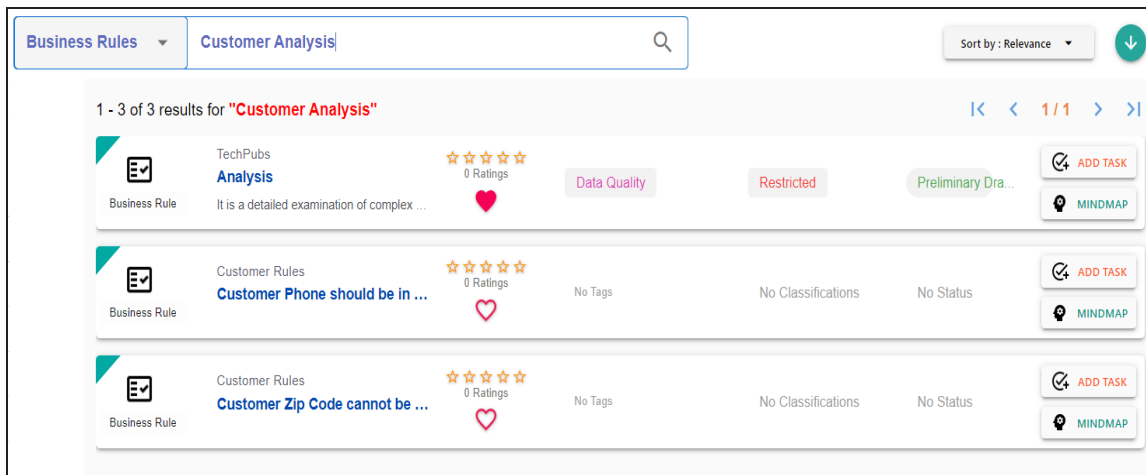 Business Rules
Customer Analysis
Sort by : Relevance
1 - 3 of 3 results for "Customer Analysis"
1 / 1
TechPubs
Analysis
It is a detailed examination of complex ...
Business Rule
0 Ratings
Data Quality
Restricted
Preliminary Dra...
ADD TASK
MINDMAP
Customer Rules
Customer Phone should be in ...
Business Rule
0 Ratings
No Tags
No Classifications
No Status
ADD TASK
MINDMAP
Customer Rules
Customer Zip Code cannot be ...
Business Rule
0 Ratings
No Tags
No Classifications
No Status
ADD TASK
MINDMAP